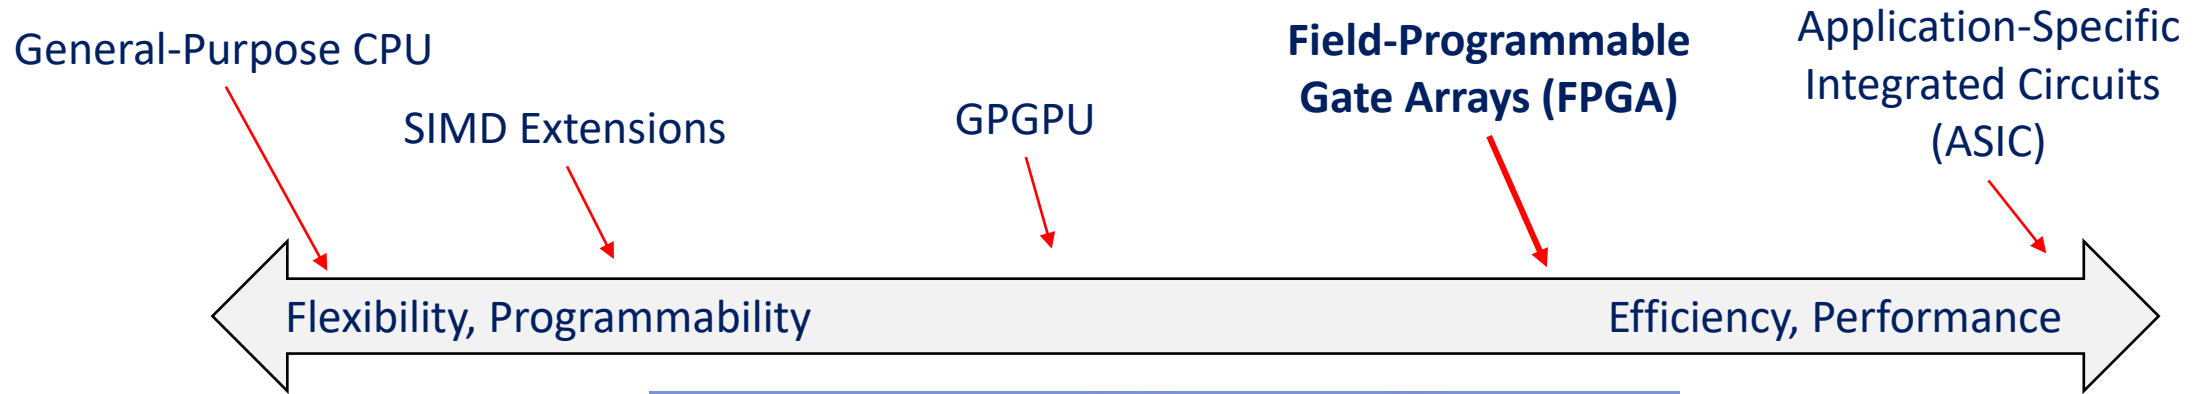 General-Purpose CPU
SIMD Extensions
GPGPU
Field-Programmable
Gate Arrays (FPGA)
Application-Specific
Integrated Circuits
(ASIC)
Flexibility, Programmability
Efficiency, Performance